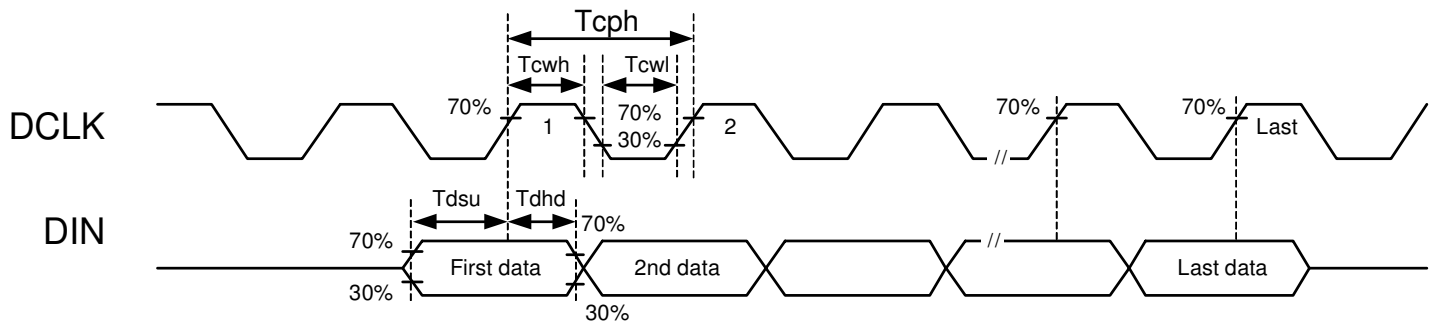 Tcph
Tcwh Tcwl
DCLK 70% 1 70% 30% 2 // 70% 70% Last
Tdsu Tdhd
DIN 70% 30% First data 70% 30% 2nd data // Last data